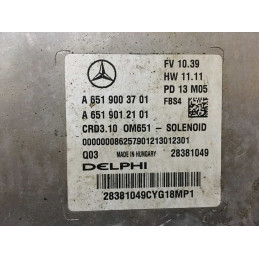 FV 10.39
HW 11.11
PD 13 M05
FBS4
A 651 900 37 01
A 651 901 21 01
CRD3.10 OM651 - SOLENOID
00000008625790121301230​1
Q03 MADE IN HUNGARY 28381049
DELPHI
28381049CYG18MP1